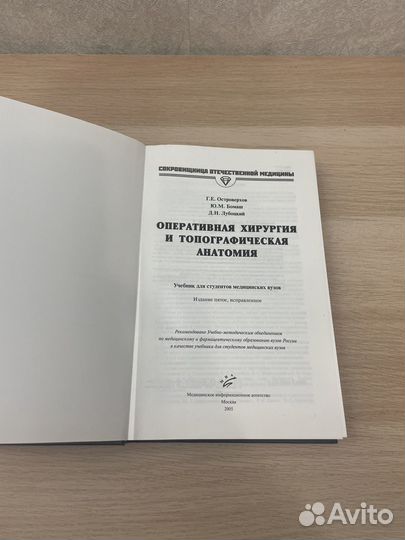 СОКРОВИЩНИЦА ОТЕЧЕСТВЕННОЙ МЕДИЦИНЫ
Г.Е. Островерхов
Ю.М. Бомаш
Д.Н. Лубоцкий
ОПЕРАТИВНАЯ ХИРУРГИЯ
И ТОПОГРАФИЧЕСКАЯ
АНАТОМИЯ
Учебник для студентов медицинских вузов
Издание пятое, исправленное
Рекомендовано Учебно-методическим объединением
по медицинскому и фармацевтическому образованию вузов России
в качестве учебника для студентов медицинских вузов
Медицинское информационное агентство
Москва
2005
Avito